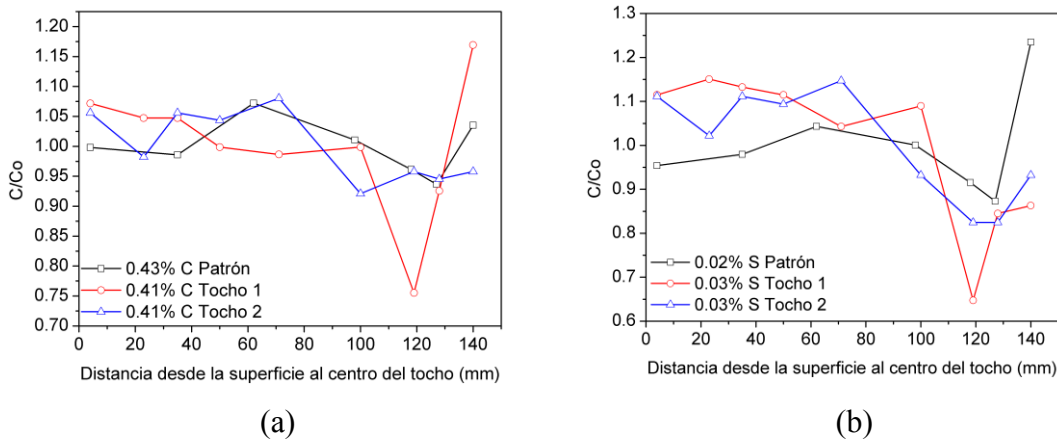 1.20
1.15
1.10
1.05
1.00
0.95
0.90
0.85
0.80
0.75
0.70
C/Co
0.43% C Patrón
0.41% C Tocho 1
0.41% C Tocho 2
0 20 40 60 80 100 120 140
Distancia desde la superficie al centro del tocho (mm)
(a)
1.3
1.2
1.1
1.0
0.9
0.8
0.7
0.6
C/Co
0.02% S Patrón
0.03% S Tocho 1
0.03% S Tocho 2
0 20 40 60 80 100 120 140
Distancia desde la superficie al centro del tocho (mm)
(b)